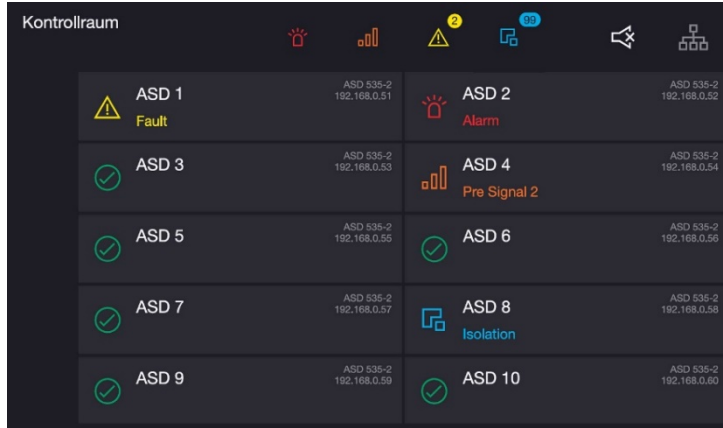 Kontrollraum
2
99
ASD 1
Fault
ASD 535-2
192.168.0.51
ASD 2
Alarm
ASD 535-2
192.168.0.52
ASD 3
ASD 535-2
192.168.0.53
ASD 4
Pre Signal 2
ASD 535-2
192.168.0.54
ASD 5
ASD 535-2
192.168.0.55
ASD 6
ASD 535-2
192.168.0.56
ASD 7
ASD 535-2
192.168.0.57
ASD 8
Isolation
ASD 535-2
192.168.0.58
ASD 9
ASD 535-2
192.168.0.59
ASD 10
ASD 535-2
192.168.0.60